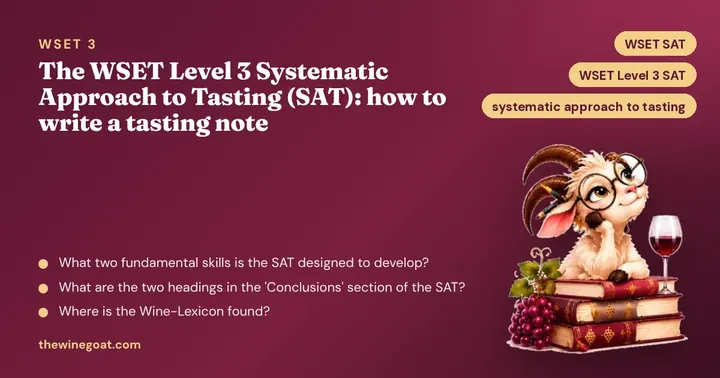 WSET 3
The WSET Level 3 Systematic
Approach to Tasting (SAT): how to
write a tasting note
WSET SAT
WSET Level 3 SAT
systematic approach to tasting
What two fundamental skills is the SAT designed to develop?
What are the two headings in the 'Conclusions' section of the SAT?
Where is the Wine-Lexicon found?
thewinegoat.com